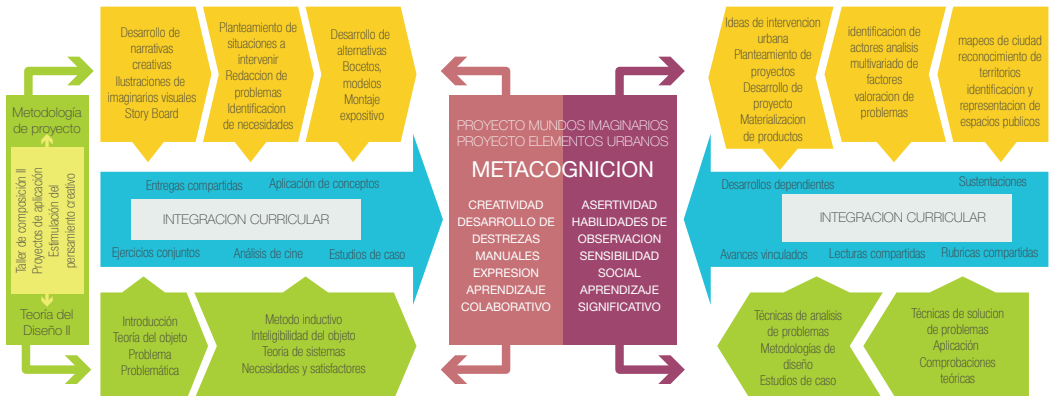 Metodología
de proyecto
Taller de composición II
Proyectos de aplicación
Estimulación del
pensamiento creativo
Teoría del
Diseño II
Desarrollo de
narrativas
creativas
Ilustraciones de
imaginarios visuales
Story Board
Planteamiento de
situaciones a
intervenir
Redaccion de
problemas
Identificacion
de necesidades
Desarrollo de
alternativas
Bocetos,
modelos
Montaje
expositivo
Entregas compartidas
Aplicación de conceptos
INTEGRACION CURRICULAR
Ejercicios conjuntos
Análisis de cine
Estudios de caso
Introducción
Teoría del objeto
Problema
Problemática
Metodo inductivo
Inteligibilidad del objeto
Teoría de sistemas
Necesidades y satisfactores
PROYECTO MUNDOS IMAGINARIOS
PROYECTO ELEMENTOS URBANOS
METACOGNICION
CREATIVIDAD
DESARROLLO DE
DESTREZAS
MANUALES
EXPRESION
APRENDIZAJE
COLABORATIVO
ASERTIVIDAD
HABILIDADES DE
OBSERVACION
SENSIBILIDAD
SOCIAL
APRENDIZAJE
SIGNIFICATIVO
Ideas de intervencion
urbana
Planteamiento de
proyectos
Desarrollo de
proyecto
Materializacion
de productos
identificacion de
actores analisis
multivariado de
factores
valoracion de
problemas
mapeos de ciudad
reconocimiento de
territorios
identificacion y
representacion de
espacios publicos
Desarrollos dependientes
Sustentaciones
INTEGRACION CURRICULAR
Avances vinculados
Lecturas compartidas
Rubricas compartidas
Técnicas de analisis
de problemas
Metodologías de
diseño
Estudios de caso
Técnicas de solucion
de problemas
Aplicación
Comprobaciones
teóricas